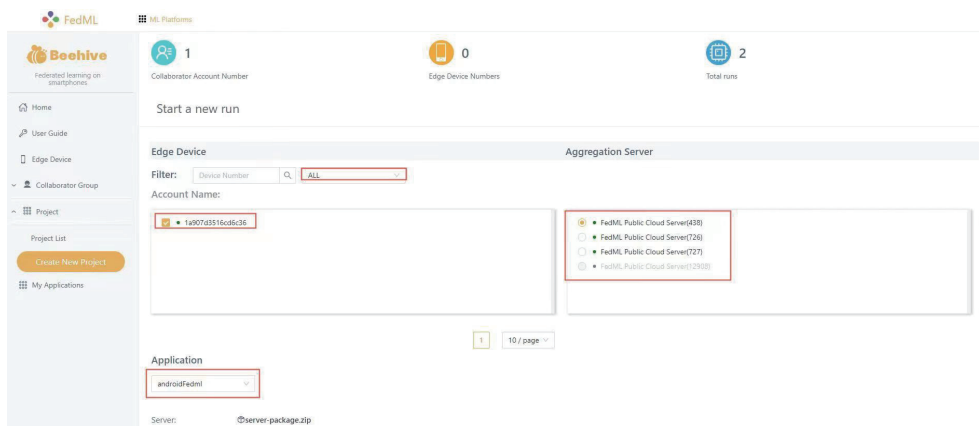 FedML
ML Platforms
Beehive
Federated learning on
smartphones
Home
User Guide
Edge Device
Collaborator Group
Project
Project List
Create New Project
My Applications
1
Collaborator Account Number
0
Edge Device Numbers
2
Total runs
Start a new run
Edge Device
Aggregation Server
Filter:
Device Number
ALL
Account Name:
1a907d3516cd6c36
FedML Public Cloud Server(438)
FedML Public Cloud Server(726)
FedML Public Cloud Server(727)
FedML Public Cloud Server(12908)
1
10 / page
Application
androidFedml
Server:
server-package.zip